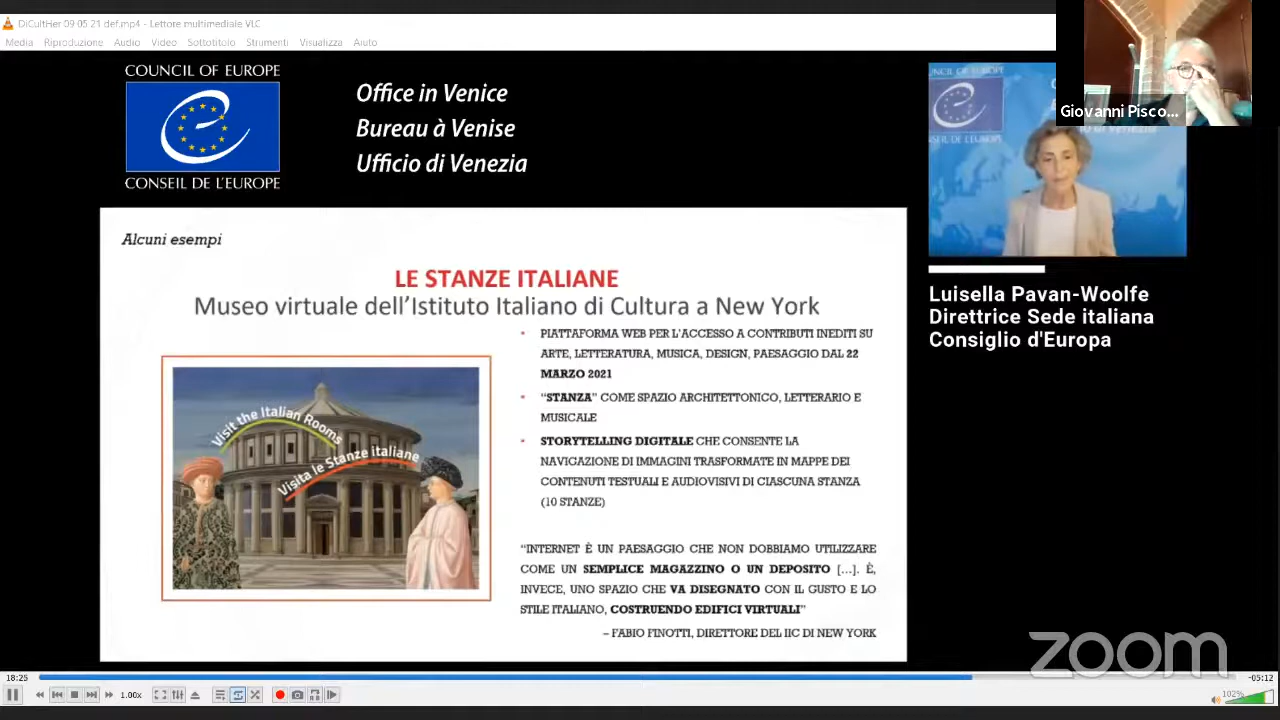 DiCultHer 09 05 21 def.mp4 - Lettore multimediale VLC
Media Riproduzione Audio Video Sottotitolo Strumenti Visualizza Aiuto
COUNCIL OF EUROPE
CONSEIL DE L'EUROPE
Office in Venice
Bureau à Venise
Ufficio di Venezia
Giovanni Pisco...
Luisella Pavan-Woolfe
Direttrice Sede italiana
Consiglio d'Europa
Alcuni esempi
LE STANZE ITALIANE
Museo virtuale dell'Istituto Italiano di Cultura a New York
Visit the Italian Rooms
Visita le Stanze italiane
PIATTAFORMA WEB PER L'ACCESSO A CONTRIBUTI INEDITI SU
ARTE, LETTERATURA, MUSICA, DESIGN, PAESAGGIO DAL 22
MARZO 2021
"STANZA" COME SPAZIO ARCHITETTONICO, LETTERARIO E
MUSICALE
STORYTELLING DIGITALE CHE CONSENTE LA
NAVIGAZIONE DI IMMAGINI TRASFORMATE IN MAPPE DEI
CONTENUTI TESTUALI E AUDIOVISIVI DI CIASCUNA STANZA
(10 STANZE)
"INTERNET È UN PAESAGGIO CHE NON DOBBIAMO UTILIZZARE
COME UN SEMPLICE MAGAZZINO O UN DEPOSITO [...]. È,
INVECE, UNO SPAZIO CHE VA DISEGNATO CON IL GUSTO E LO
STILE ITALIANO, COSTRUENDO EDIFICI VIRTUALI"
– FABIO FINOTTI, DIRETTORE DEL IIC DI NEW YORK
zoom
18:25
-05:12
1.00x
102%